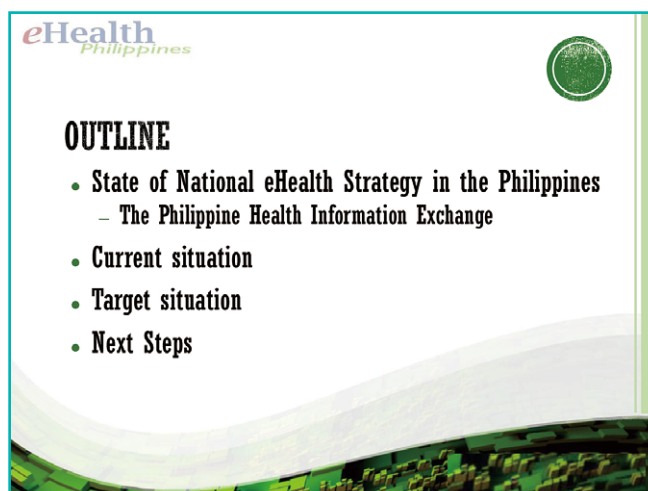 eHealth
Philippines
OUTLINE
• State of National eHealth Strategy in the Philippines
– The Philippine Health Information Exchange
• Current situation
• Target situation
• Next Steps